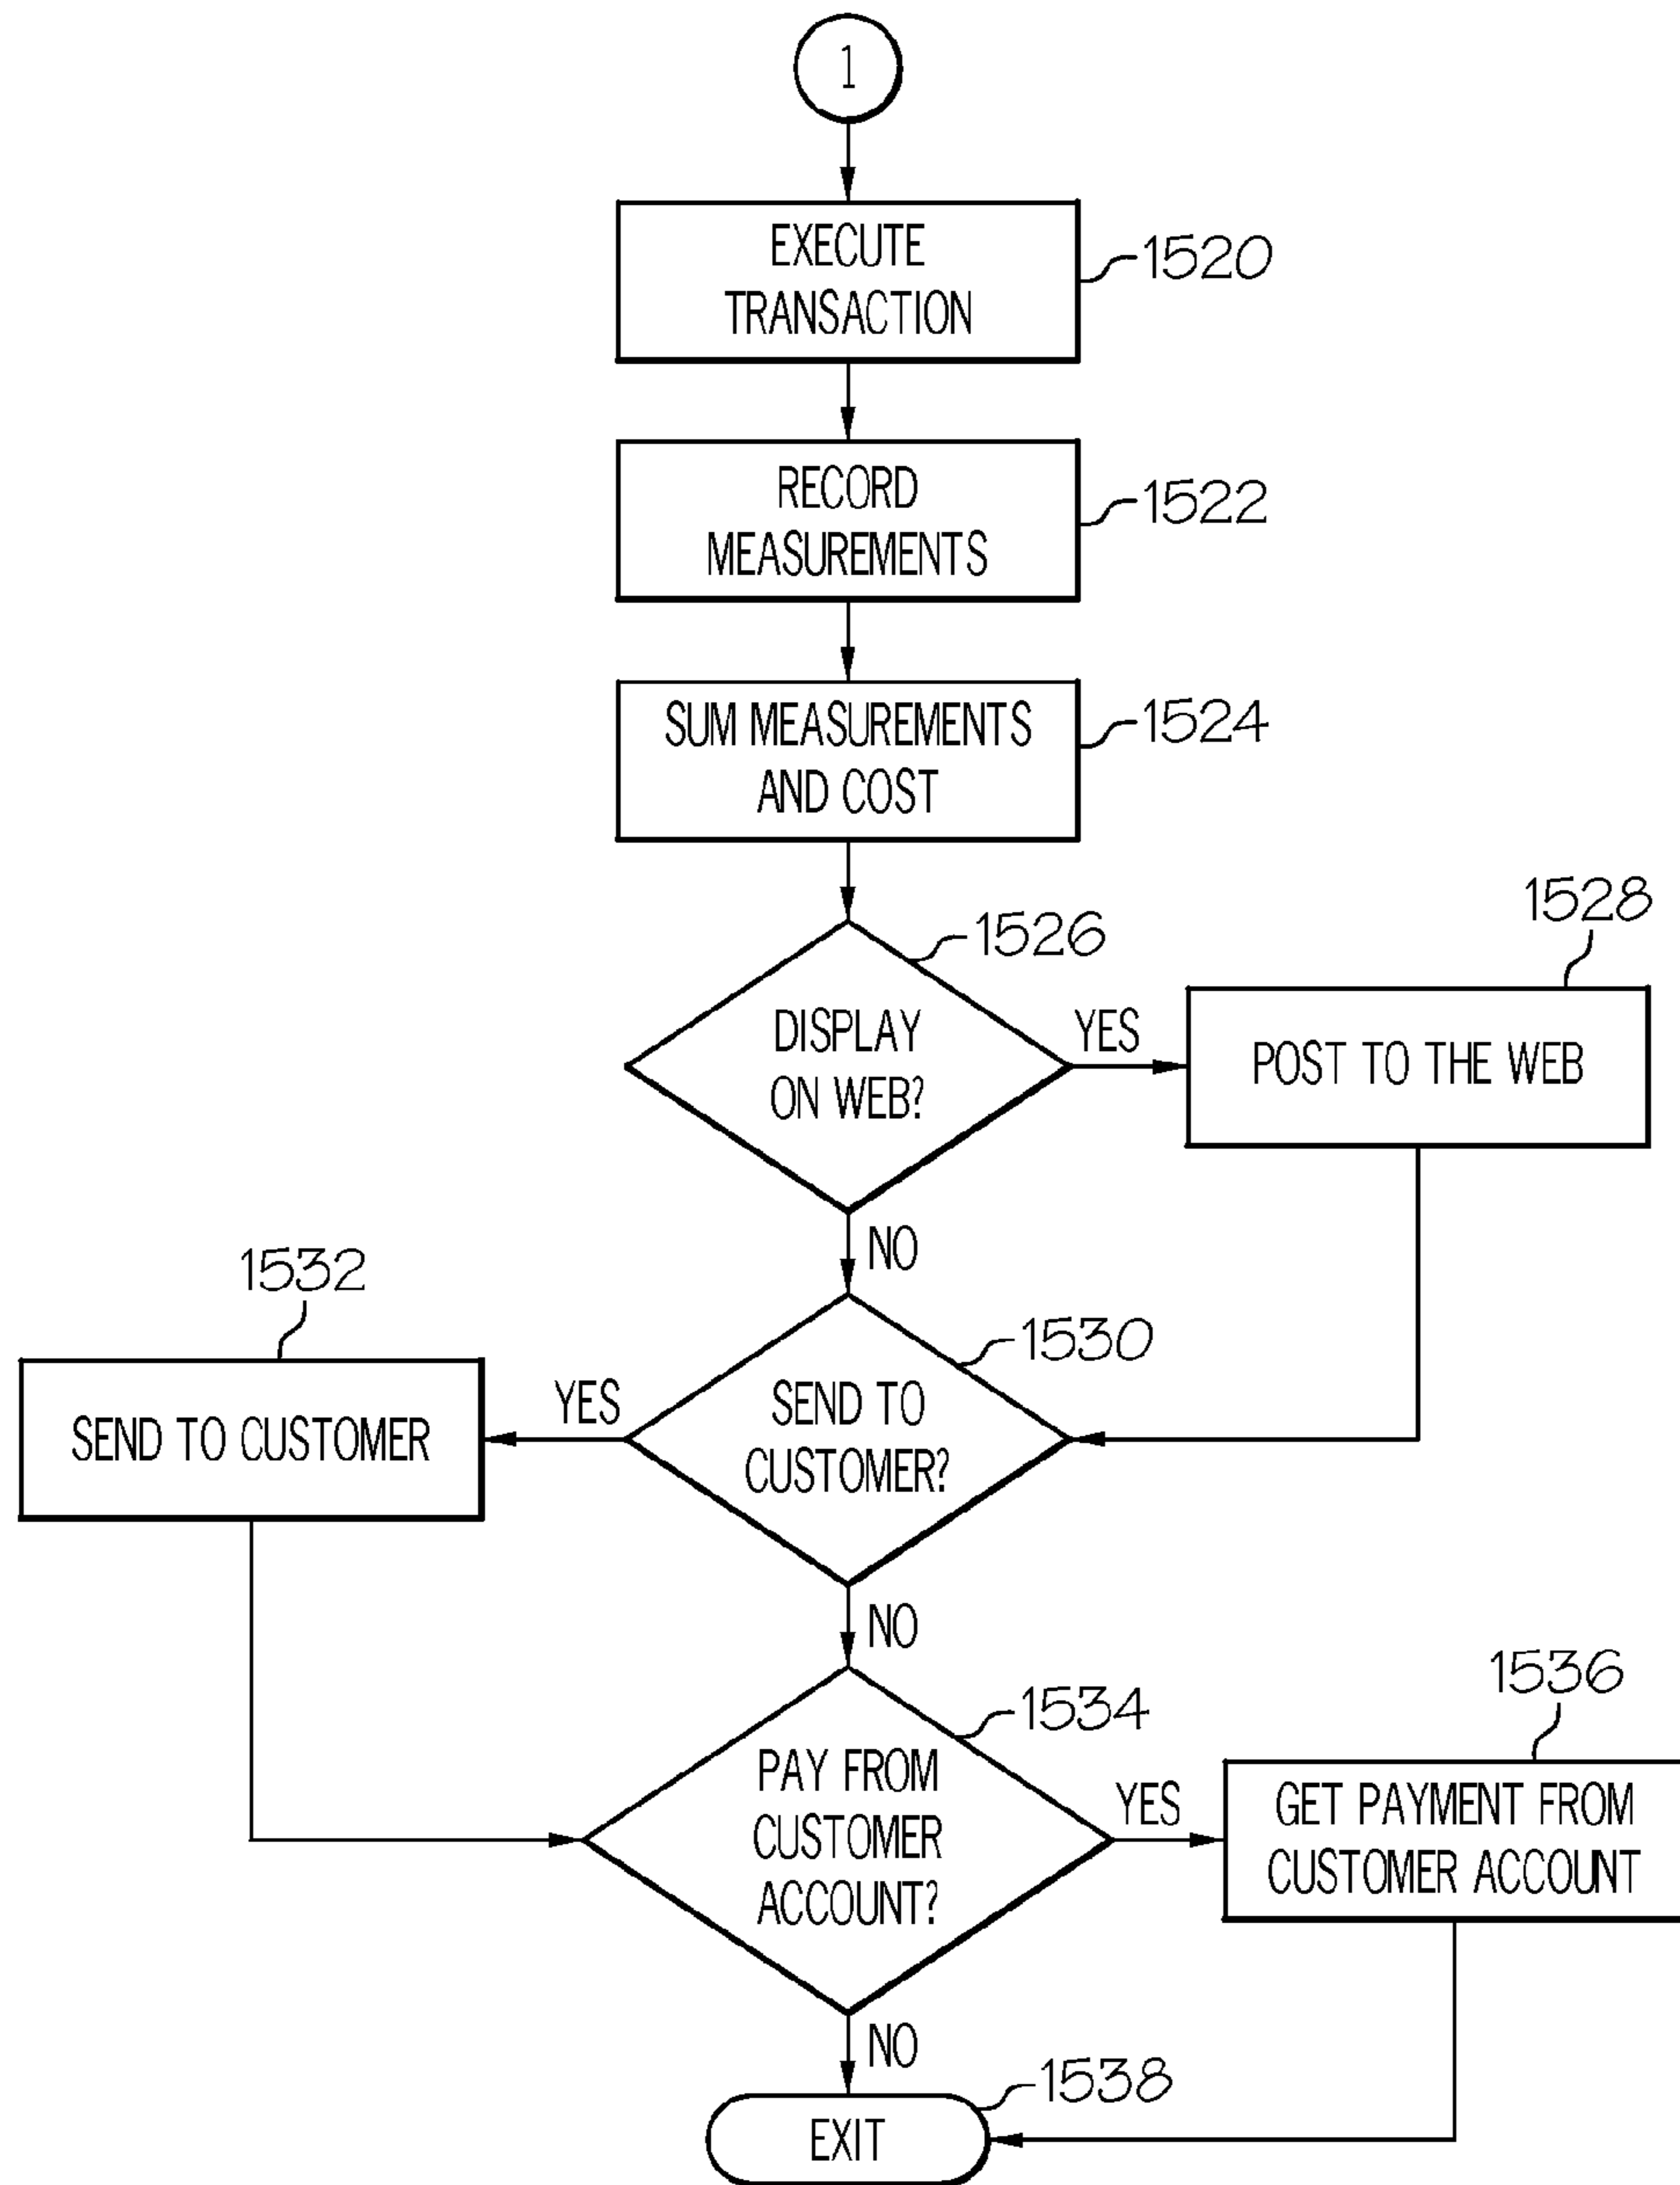 1
EXECUTE
TRANSACTION
1520
RECORD
MEASUREMENTS
1522
SUM MEASUREMENTS
AND COST
1524
1526
DISPLAY
ON WEB?
YES
1528
POST TO THE WEB
NO
1532
SEND TO CUSTOMER
YES
1530
SEND TO
CUSTOMER?
NO
1534
PAY FROM
CUSTOMER
ACCOUNT?
YES
1536
GET PAYMENT FROM
CUSTOMER ACCOUNT
NO
1538
EXIT